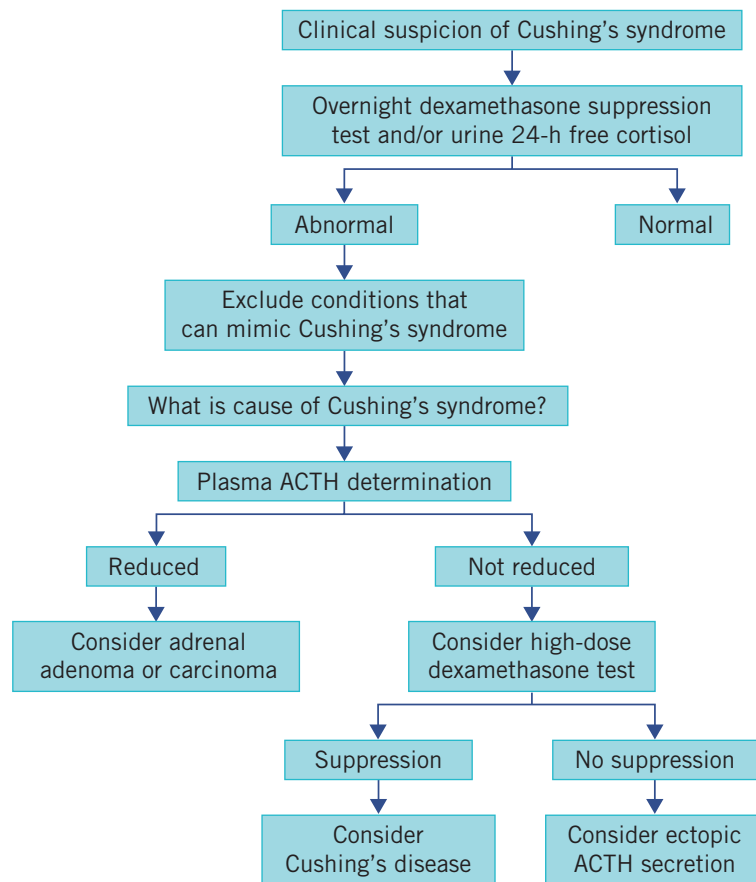 Clinical suspicion of Cushing’s syndrome
Overnight dexamethasone suppression
test and/or urine 24-h free cortisol
Abnormal
Normal
Exclude conditions that
can mimic Cushing’s syndrome
What is cause of Cushing’s syndrome?
Plasma ACTH determination
Reduced
Not reduced
Consider adrenal
adenoma or carcinoma
Consider high-dose
dexamethasone test
Suppression
No suppression
Consider
Cushing’s disease
Consider ectopic
ACTH secretion